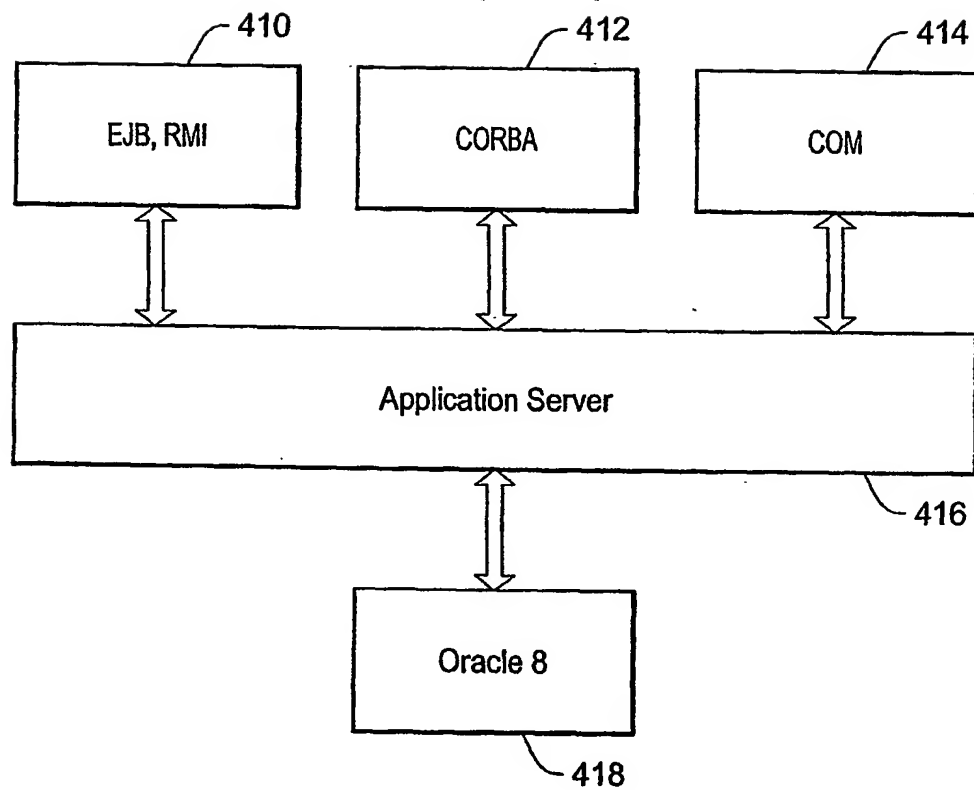 410
412
414
EJB, RMI
CORBA
COM
Application Server
416
Oracle 8
418